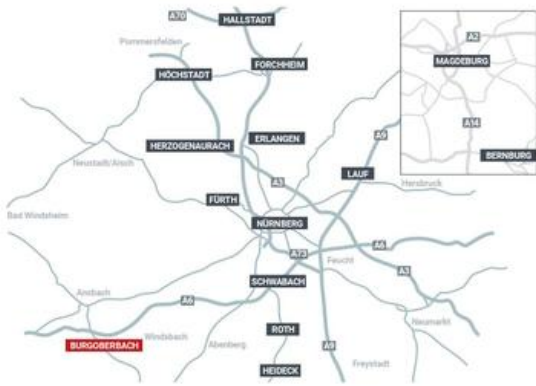 A70
HALLSTADT
A2
Pommersfelden
FORCHHEIM
MAGDEBURG
HÖCHSTADT
A14
A9
ERLANGEN
HERZOGENAURACH
BERNBURG
Neustadt/Aisch
LAUF
A3
Hersbruck
FÜRTH
Bad Windsheim
NÜRNBERG
A6
A73
Feucht
A3
SCHWABACH
Ansbach
A6
Neumarkt
ROTH
Windsbach
BURGOBERBACH
Abenberg
A9
Freystadt
HEIDECK